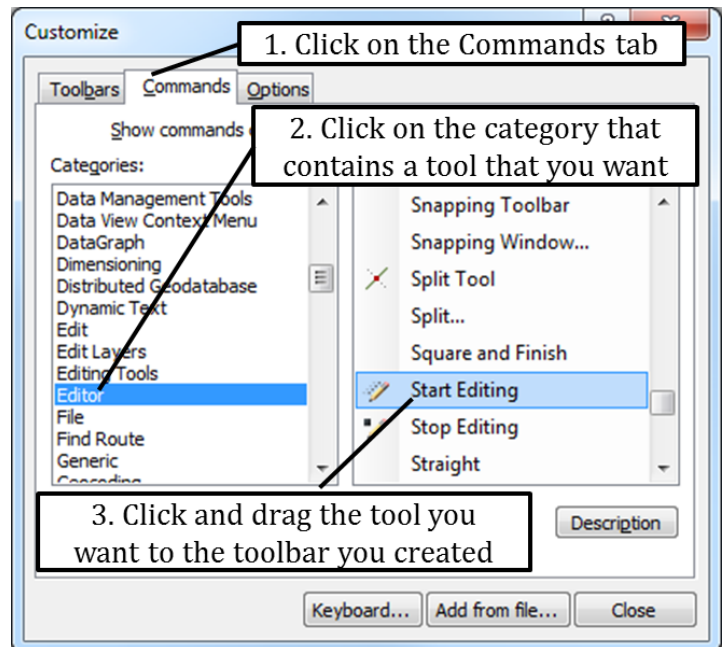 Customize
1. Click on the Commands tab
Toolbars Commands Options
Show commands
2. Click on the category that
contains a tool that you want
Categories:
Data Management Tools
Data View Context Menu
DataGraph
Dimensioning
Distributed Geodatabase
Dynamic Text
Edit
Edit Layers
Editing Tools
Editor
File
Find Route
Generic
Snapping Toolbar
Snapping Window...
Split Tool
Split...
Square and Finish
Start Editing
Stop Editing
Straight
3. Click and drag the tool you
want to the toolbar you created
Description
Keyboard... Add from file... Close